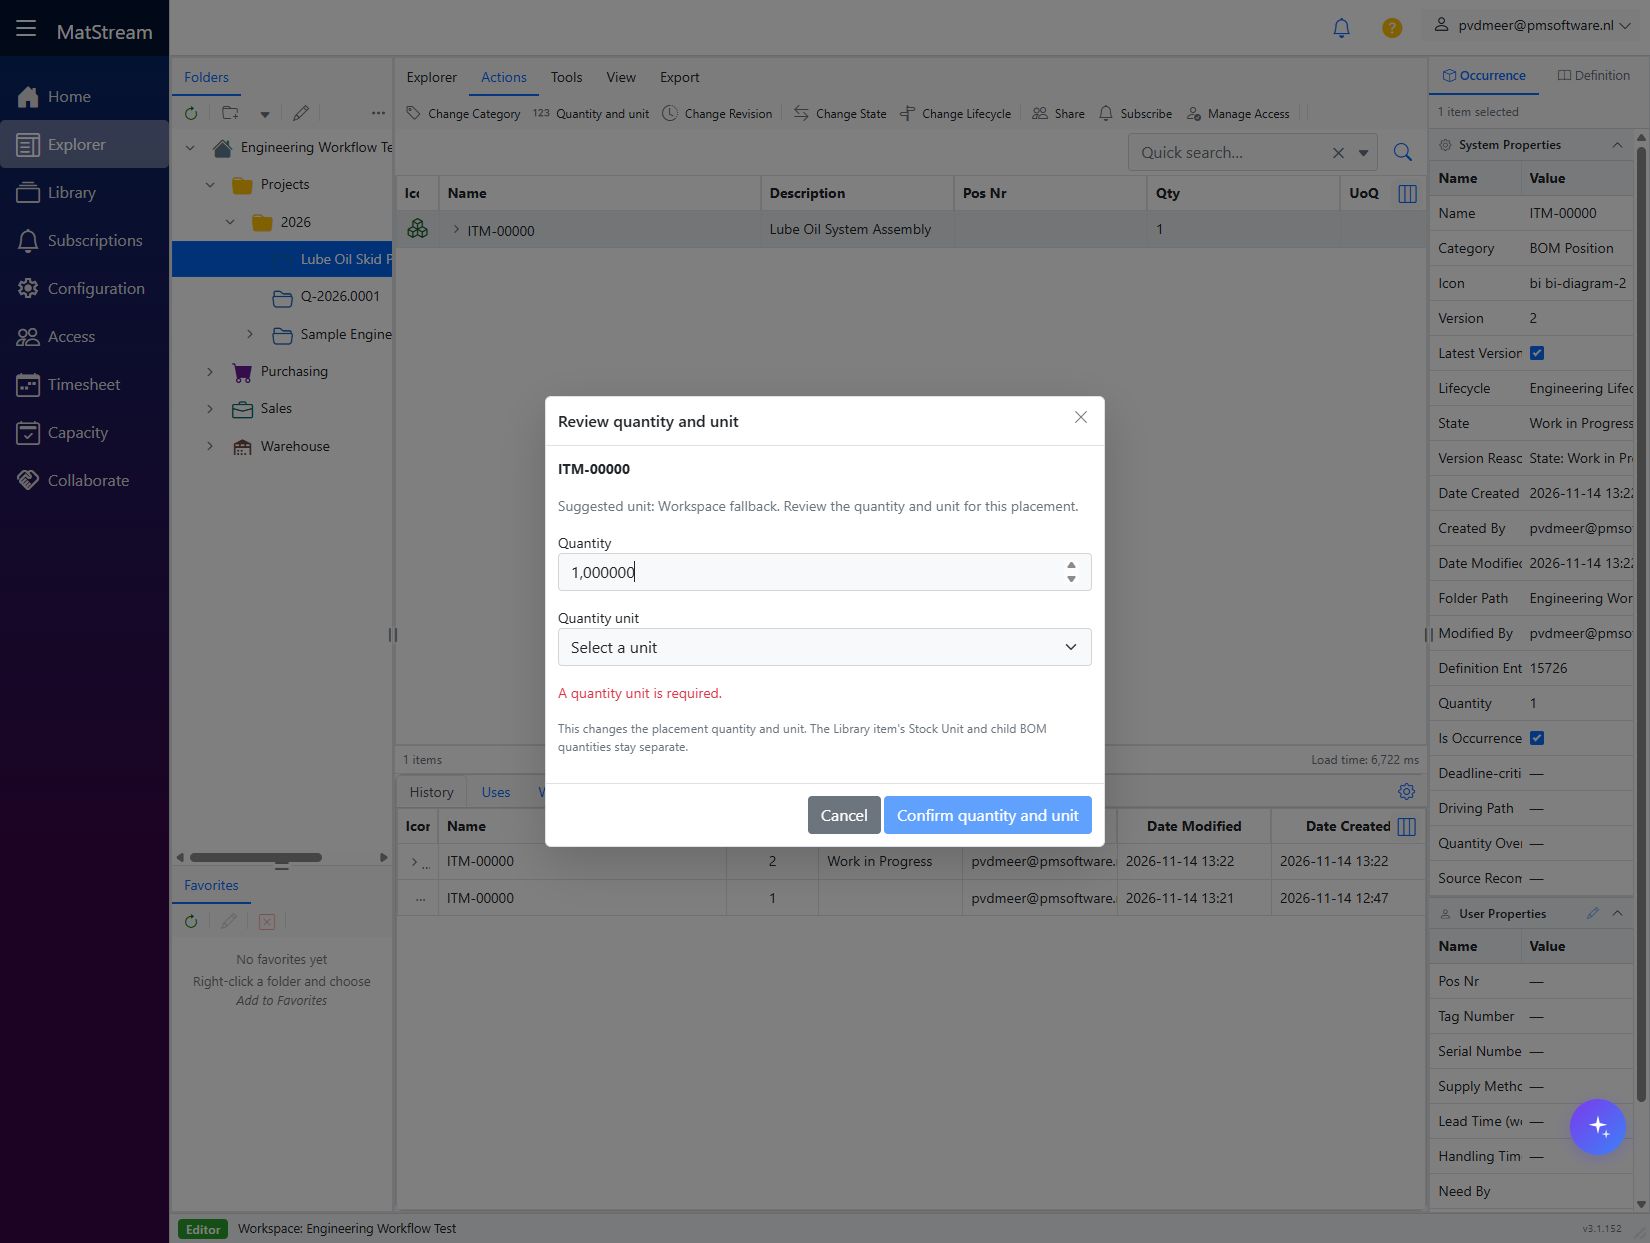 MatStream
pvdmeer@pmsoftware.nl
Home
Explorer
Library
Subscriptions
Configuration
Access
Timesheet
Capacity
Collaborate
Folders
Engineering Workflow Te
Projects
2026
Lube Oil Skid P
Q-2026.0001
Sample Engine
Purchasing
Sales
Warehouse
Favorites
No favorites yet
Right-click a folder and choose
Add to Favorites
Explorer Actions Tools View Export
Change Category 123 Quantity and unit Change Revision Change State Change Lifecycle Share Subscribe Manage Access
Quick search...
Ico Name Description Pos Nr Qty UoQ
ITM-00000 Lube Oil System Assembly 1
Review quantity and unit
ITM-00000
Suggested unit: Workspace fallback. Review the quantity and unit for this placement.
Quantity
1,000000
Quantity unit
Select a unit
A quantity unit is required.
This changes the placement quantity and unit. The Library item's Stock Unit and child BOM
quantities stay separate.
Cancel Confirm quantity and unit
1 items Load time: 6,722 ms
History Uses
Icor Name Date Modified Date Created
... ITM-00000 2 Work in Progress pvdmeer@pmsoftware. 2026-11-14 13:22 2026-11-14 13:22
... ITM-00000 1 pvdmeer@pmsoftware. 2026-11-14 13:21 2026-11-14 12:47
Occurrence Definition
1 item selected
System Properties
Name Value
Name ITM-00000
Category BOM Position
Icon bi bi-diagram-2
Version 2
Latest Version
Lifecycle Engineering Lifec
State Work in Progress
Version Reasc State: Work in Pr
Date Created 2026-11-14 13:22
Created By pvdmeer@pmso
Date Modified 2026-11-14 13:22
Folder Path Engineering Wor
Modified By pvdmeer@pmso
Definition Ent 15726
Quantity 1
Is Occurrence
Deadline-criti —
Driving Path —
Quantity Over —
Source Recom —
User Properties
Name Value
Pos Nr —
Tag Number —
Serial Numbe —
Supply Methc —
Lead Time (we —
Handling Tim —
Need By
Editor Workspace: Engineering Workflow Test
v3.1.152